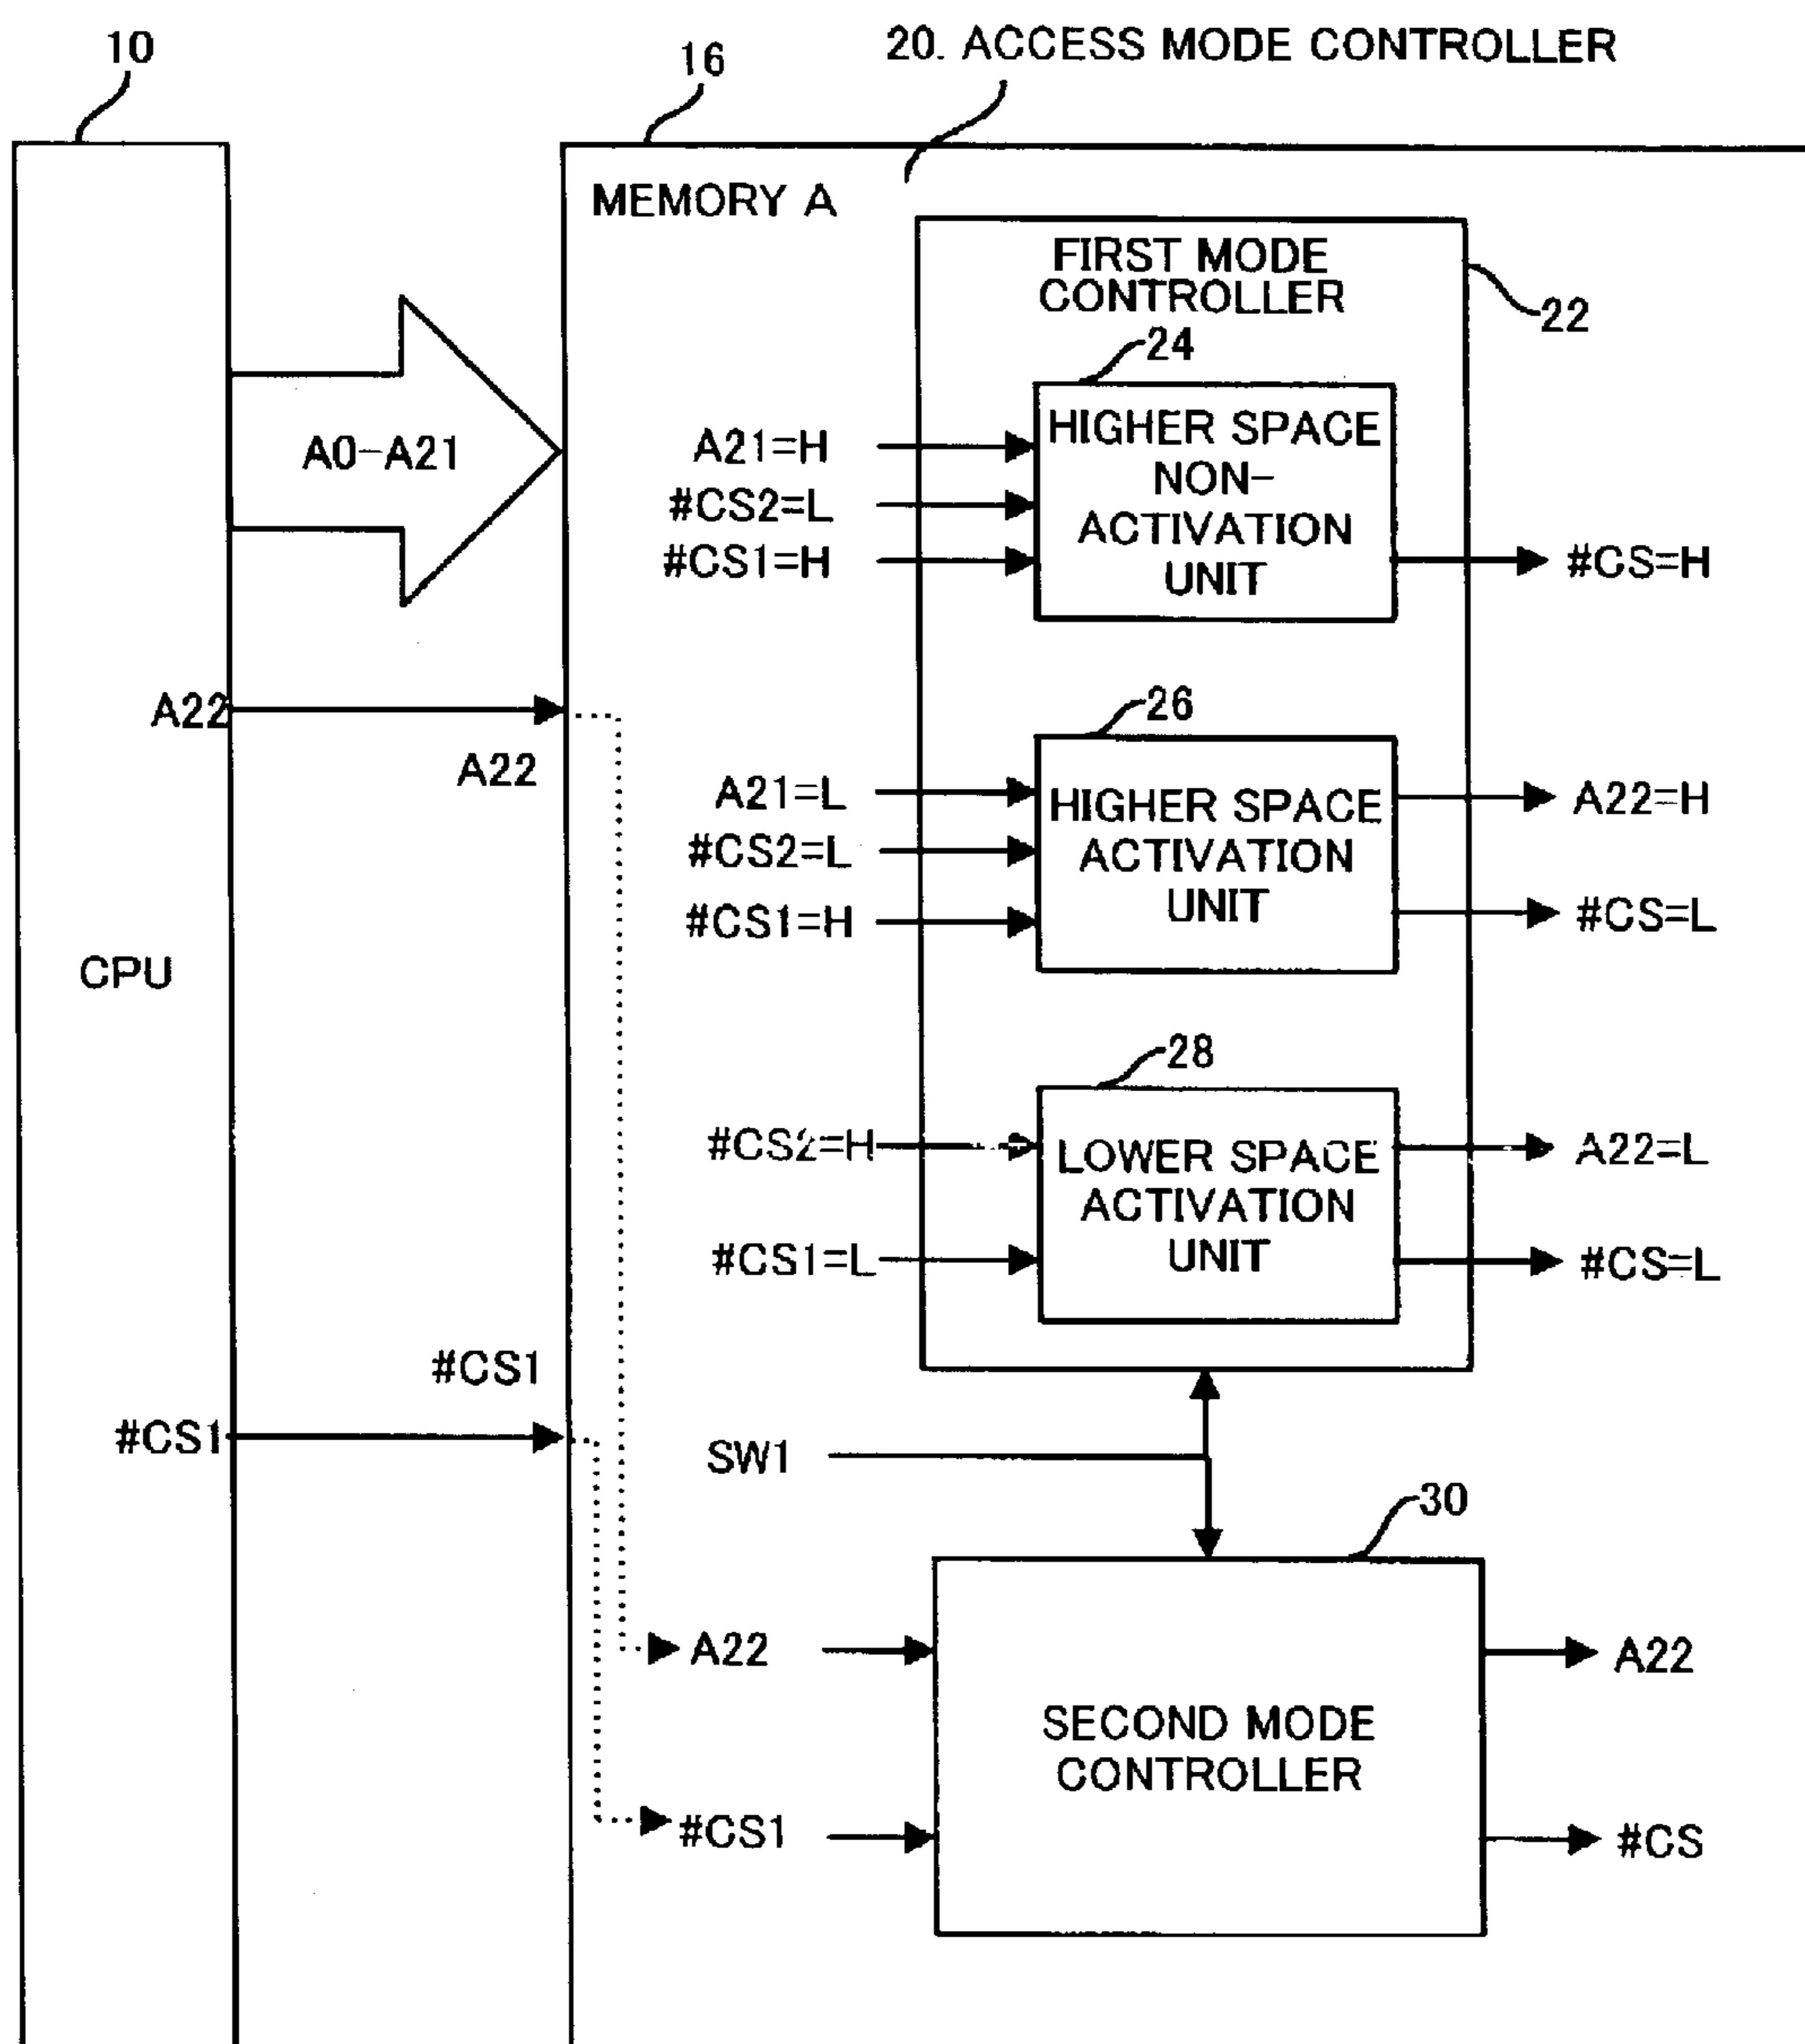 10
16
20. ACCESS MODE CONTROLLER
MEMORY A
FIRST MODE
CONTROLLER
22
24
A0-A21
A21=H
#CS2=L
#CS1=H
HIGHER SPACE
NON-
ACTIVATION
UNIT
#CS=H
A22
A22
26
A21=L
#CS2=L
#CS1=H
HIGHER SPACE
ACTIVATION
UNIT
A22=H
#CS=L
CPU
28
#CS2=H
#CS1=L
LOWER SPACE
ACTIVATION
UNIT
A22=L
#CS=L
#CS1
#CS1
SW1
30
A22
#CS1
SECOND MODE
CONTROLLER
A22
#CS